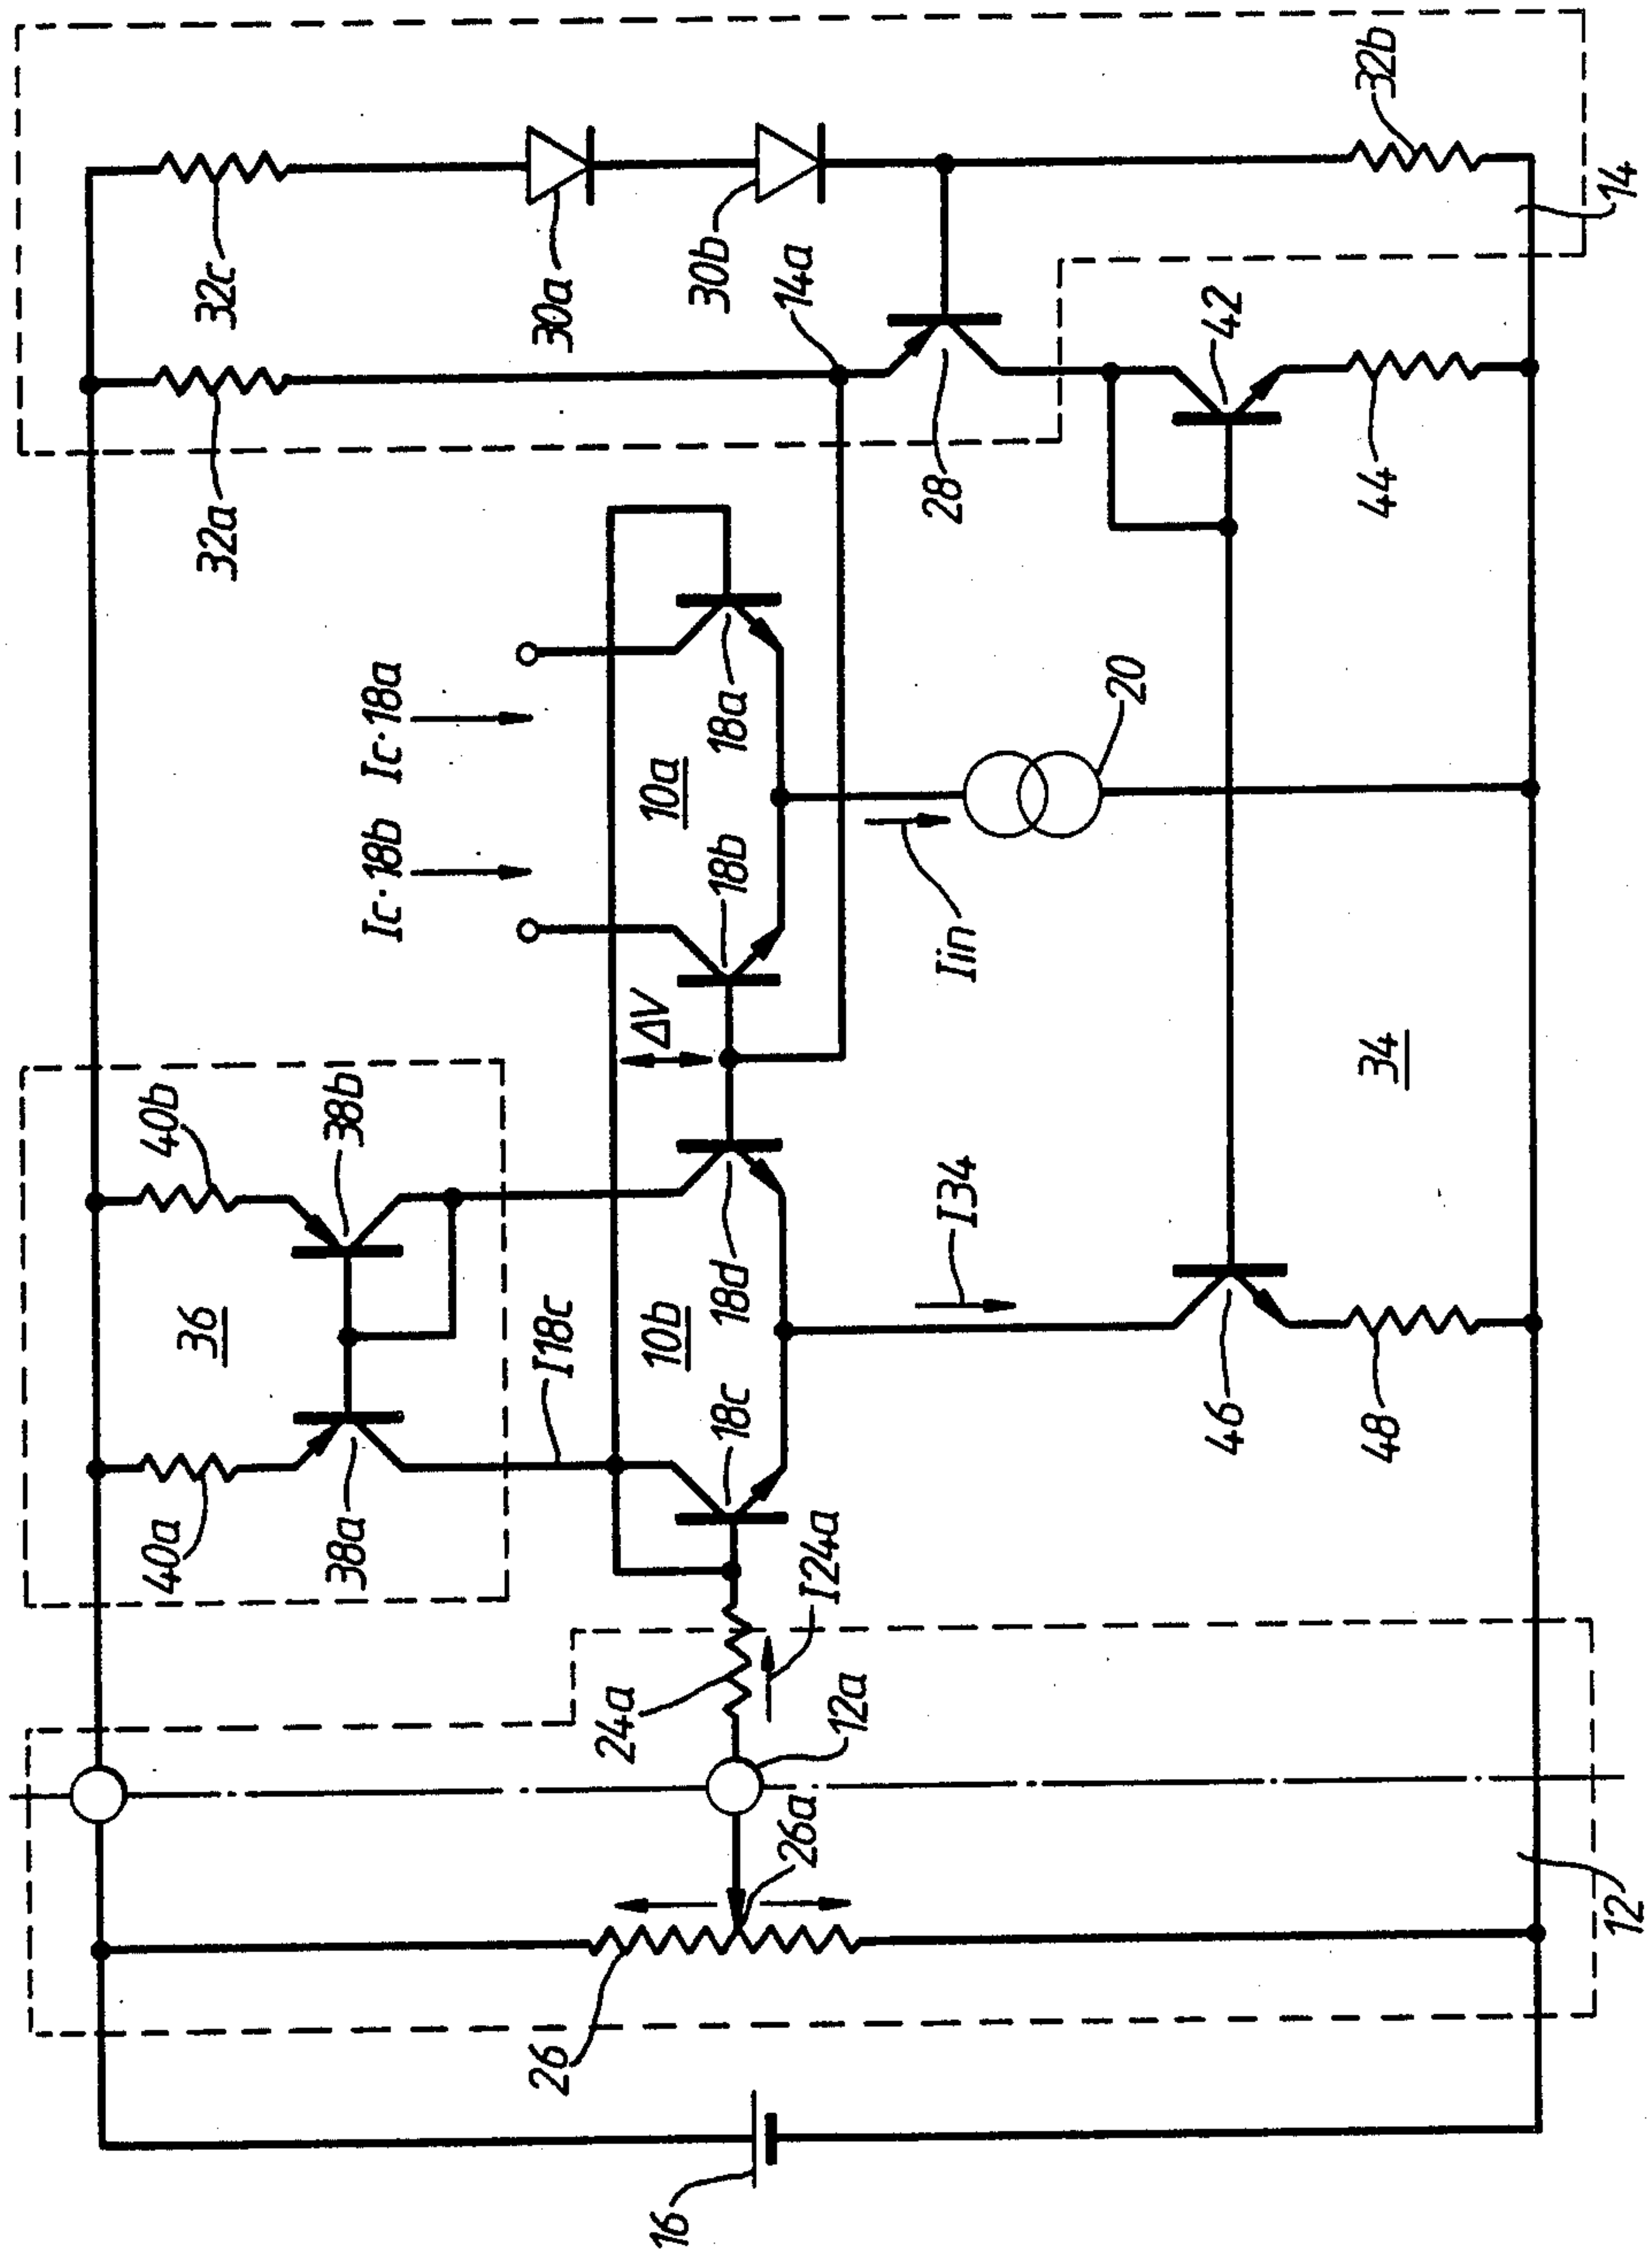 16
26
26a
12
12a
24a
I24a
40a
38a
36
40b
38b
I18c
10b
18c
18d
I34
46
48
34
ΔV
Ic·18b Ic·18a
18b
10a
18a
Iin
20
32a
32c
30a
30b
14a
28
42
44
32b
14